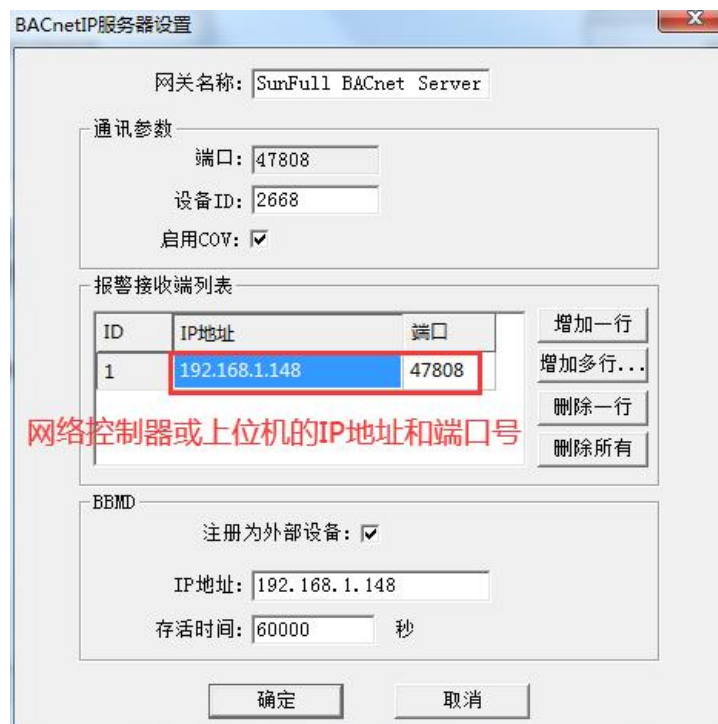 BACnetIP服务器设置
网关名称: SunFull BACnet Server
通讯参数
端口: 47808
设备ID: 2668
启用COV:
报警接收端列表
ID IP地址 端口
1 192.168.1.148 47808
网络控制器或上位机的IP地址和端口号
增加一行
增加多行...
删除一行
删除所有
BBMD
注册为外部设备:
IP地址: 192.168.1.148
存活时间: 60000 秒
确定 取消